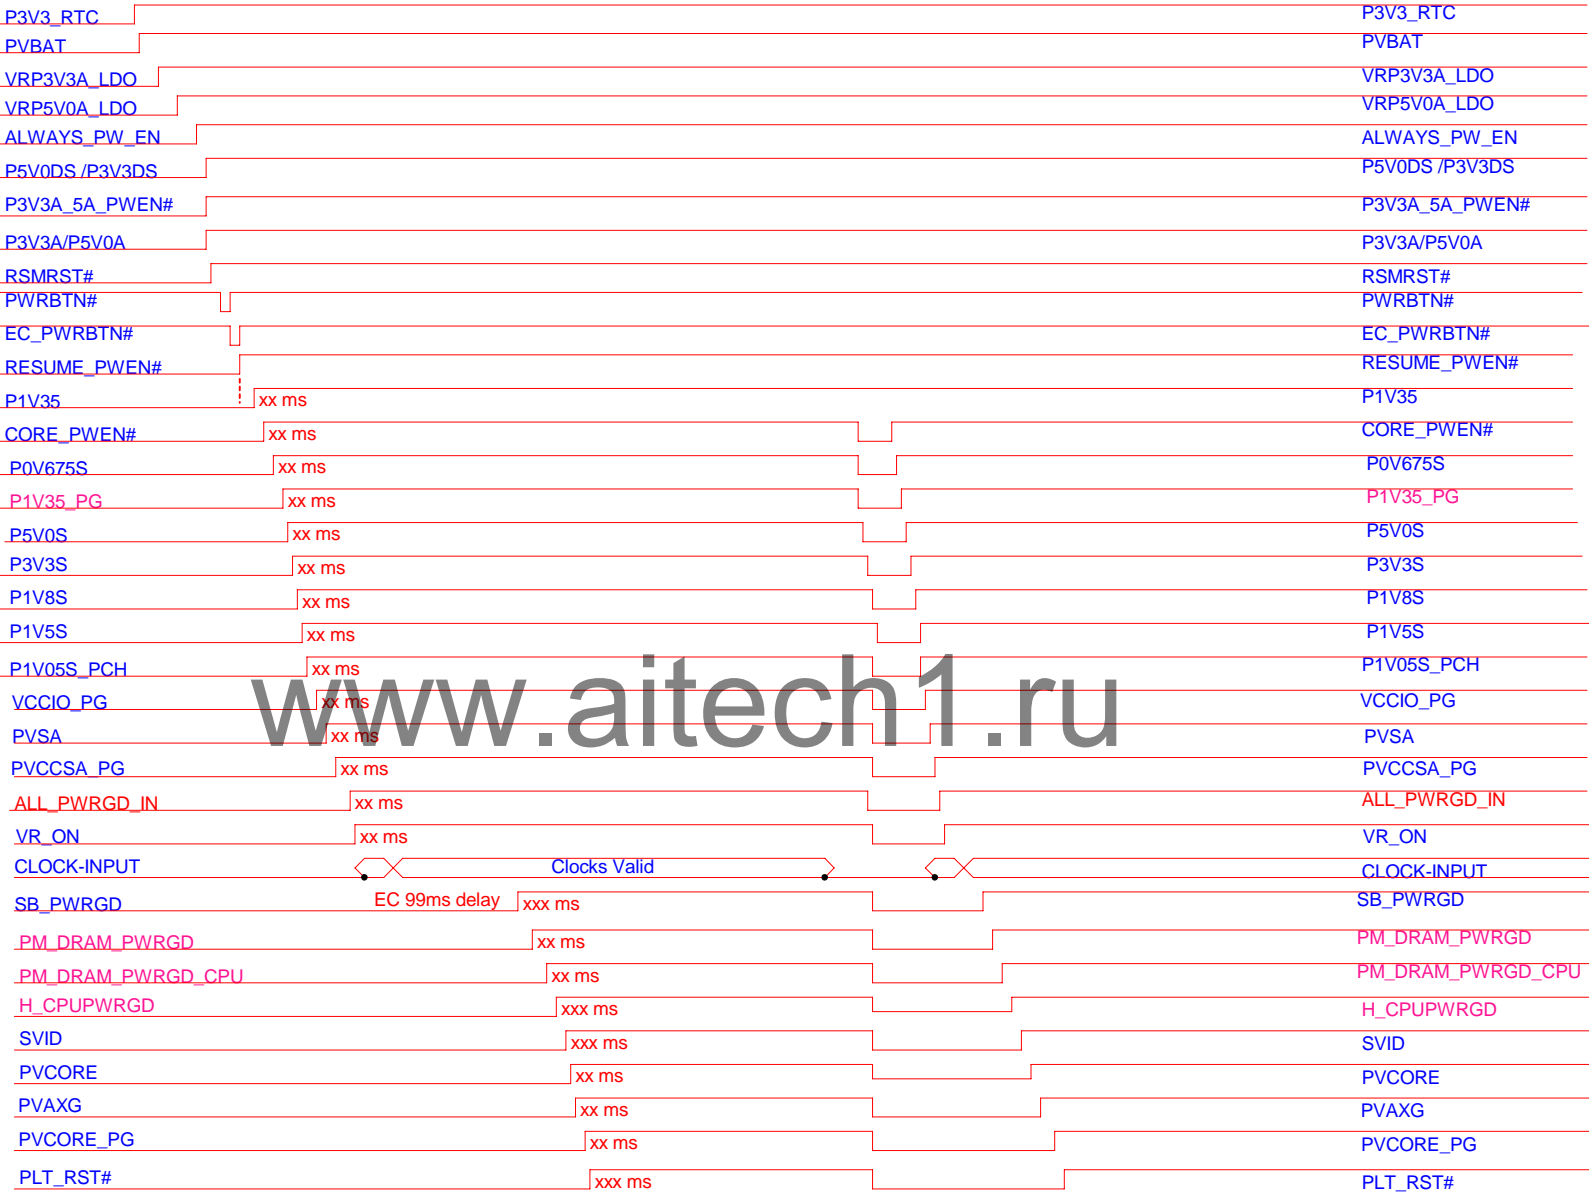 P3V3_RTC P3V3_RTC
PVBAT PVBAT
VRP3V3A_LDO VRP3V3A_LDO
VRP5V0A_LDO VRP5V0A_LDO
ALWAYS_PW_EN ALWAYS_PW_EN
P5V0DS /P3V3DS P5V0DS /P3V3DS
P3V3A_5A_PWEN# P3V3A_5A_PWEN#
P3V3A/P5V0A P3V3A/P5V0A
RSMRST# RSMRST#
PWRBTN# PWRBTN#
EC_PWRBTN# EC_PWRBTN#
RESUME_PWEN# RESUME_PWEN#
P1V35 xx ms P1V35
CORE_PWEN# xx ms CORE_PWEN#
P0V675S xx ms P0V675S
P1V35_PG xx ms P1V35_PG
P5V0S xx ms P5V0S
P3V3S xx ms P3V3S
P1V8S xx ms P1V8S
P1V5S xx ms P1V5S
P1V05S_PCH xx ms P1V05S_PCH
www.aitech1.ru
VCCIO_PG xx ms VCCIO_PG
PVSA xx ms PVSA
PVCCSA_PG xx ms PVCCSA_PG
ALL_PWRGD_IN xx ms ALL_PWRGD_IN
VR_ON xx ms VR_ON
CLOCK-INPUT Clocks Valid CLOCK-INPUT
SB_PWRGD EC 99ms delay xxx ms SB_PWRGD
PM_DRAM_PWRGD xx ms PM_DRAM_PWRGD
PM_DRAM_PWRGD_CPU xx ms PM_DRAM_PWRGD_CPU
H_CPUPWRGD xxx ms H_CPUPWRGD
SVID xxx ms SVID
PVCORE xx ms PVCORE
PVAXG xx ms PVAXG
PVCORE_PG xx ms PVCORE_PG
PLT_RST# xxx ms PLT_RST#